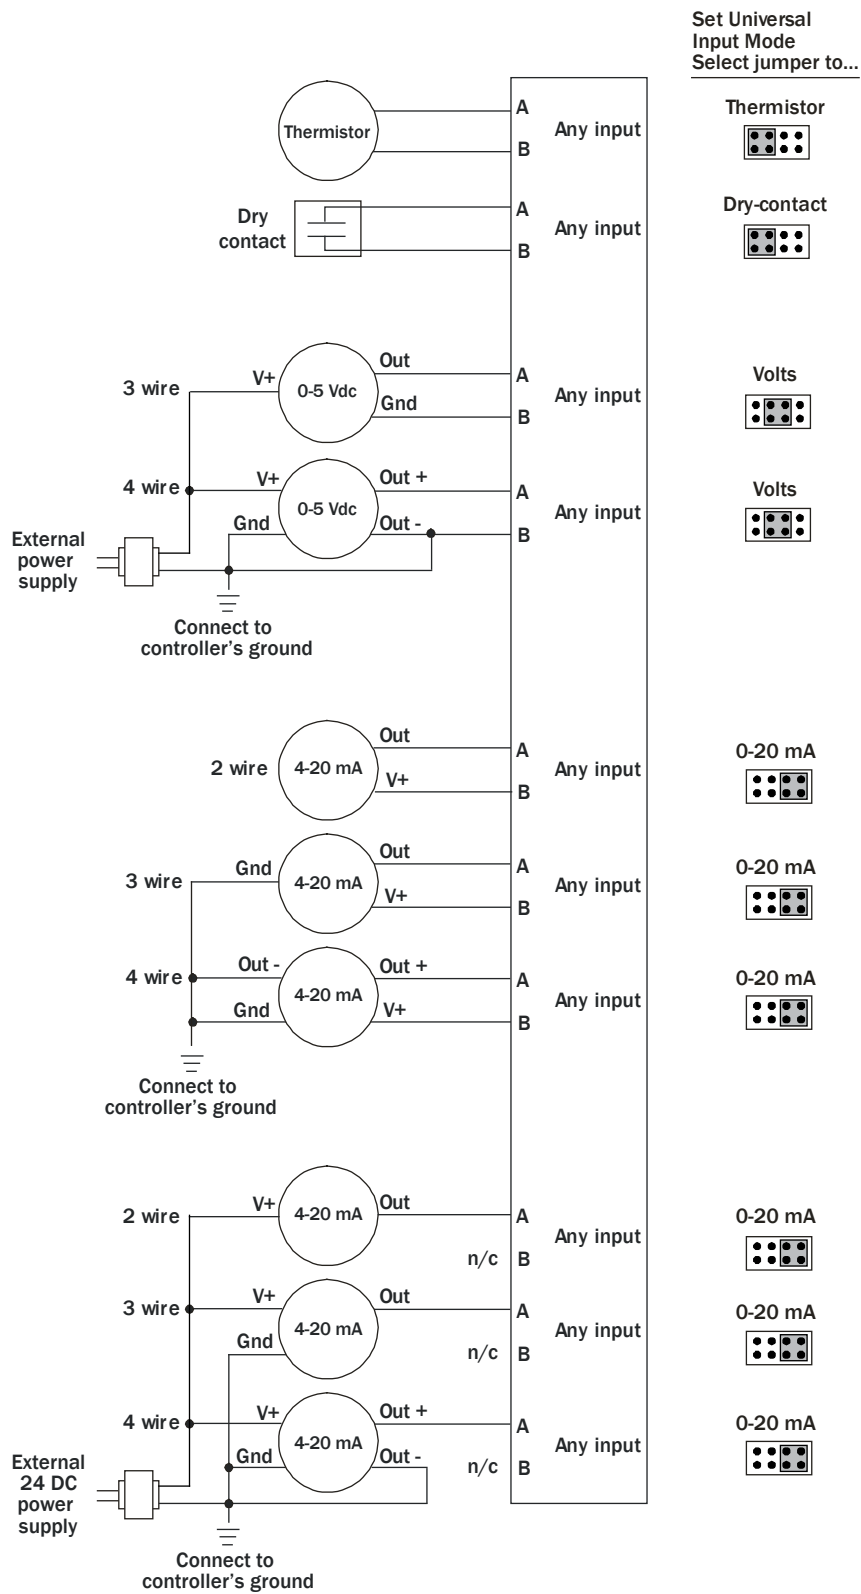 Set Universal
Input Mode
Select jumper to...
Thermistor
A
B
Any input
Thermistor
Dry
contact
A
B
Any input
Dry-contact
3 wire
V+
0-5 Vdc
Out
Gnd
A
B
Any input
Volts
4 wire
V+
Gnd
0-5 Vdc
Out +
Out -
A
B
Any input
Volts
External
power
supply
Connect to
controller's ground
2 wire
4-20 mA
Out
V+
A
B
Any input
0-20 mA
3 wire
Gnd
4-20 mA
Out
V+
A
B
Any input
0-20 mA
4 wire
Out -
Gnd
4-20 mA
Out +
V+
A
B
Any input
0-20 mA
Connect to
controller's ground
2 wire
V+
4-20 mA
Out
A
n/c B
Any input
0-20 mA
3 wire
V+
Gnd
4-20 mA
Out
A
n/c B
Any input
0-20 mA
4 wire
V+
Gnd
4-20 mA
Out +
Out -
A
n/c B
Any input
0-20 mA
External
24 DC
power
supply
Connect to
controller's ground